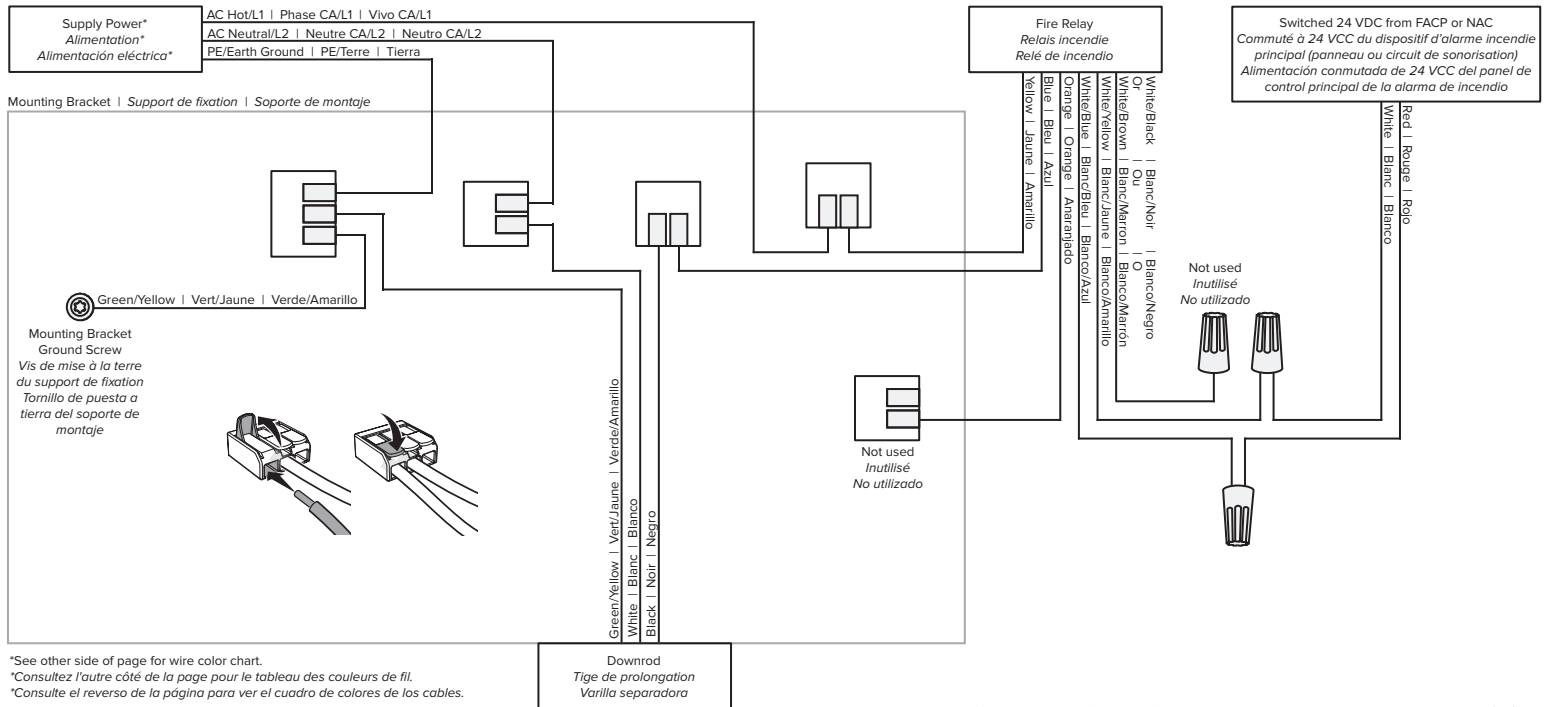 Supply Power*
Alimentation*
Alimentación eléctrica*
AC Hot/L1 | Phase CA/L1 | Vivo CA/L1
AC Neutral/L2 | Neutre CA/L2 | Neutro CA/L2
PE/Earth Ground | PE/Terre | Tierra
Fire Relay
Relais incendie
Relé de incendio
Switched 24 VDC from FACP or NAC
Commuté à 24 VCC du dispositif d'alarme incendie
principal (panneau ou circuit de sonorisation)
Alimentación conmutada de 24 VCC del panel de
control principal de la alarma de incendio
Mounting Bracket | Support de fixation | Soporte de montaje
Yellow | Jaune | Amarillo
Blue | Bleu | Azul
Orange | Orange | Anaranjado
White/Blue | Blanc/Bleu | Blanco/Azul
White/Yellow | Blanc/Jaune | Blanco/Amarillo
White/Brown | Blanc/Marron | Blanco/Marrón
Or | Ou | O
White/Black | Blanc/Noir | Blanco/Negro
White | Blanc | Blanco
Red | Rouge | Rojo
Not used
Inutilisé
No utilizado
Green/Yellow | Vert/Jaune | Verde/Amarillo
Mounting Bracket
Ground Screw
Vis de mise à la terre
du support de fixation
Tornillo de puesta a
tierra del soporte de
montaje
Not used
Inutilisé
No utilizado
Green/Yellow | Vert/Jaune | Verde/Amarillo
White | Blanc | Blanco
Black | Noir | Negro
Downrod
Tige de prolongation
Varilla separadora
*See other side of page for wire color chart.
*Consultez l'autre côté de la page pour le tableau des couleurs de fil.
*Consulte el reverso de la página para ver el cuadro de colores de los cables.